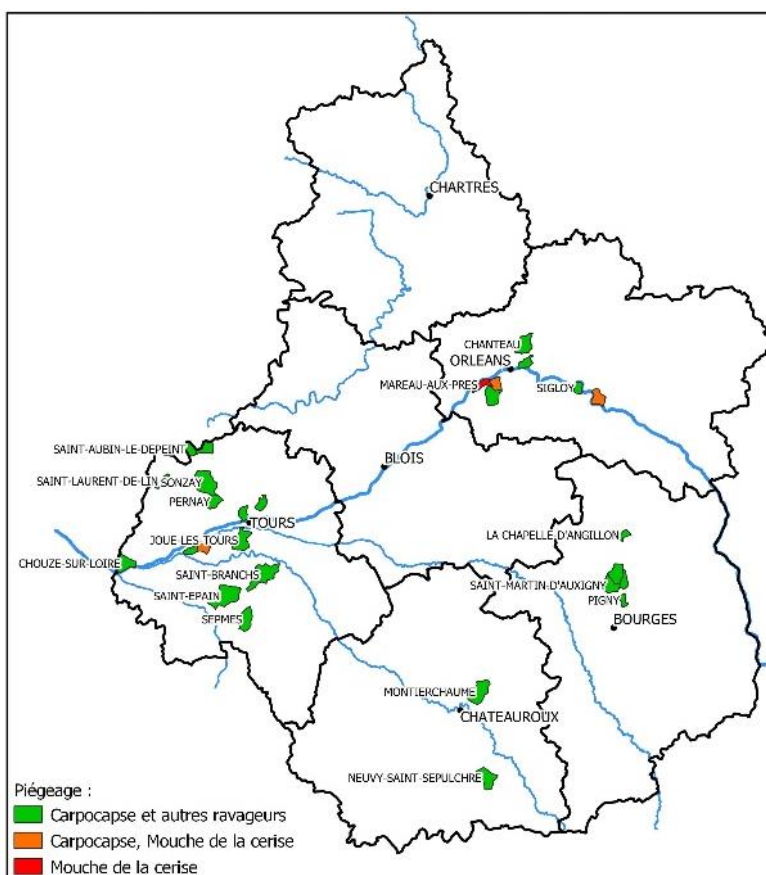 CHARTRES
CHANTEAU
ORLEANS
MAREAU-AUX-PRES
SIGLOY
SAINT-AUBIN-LE-DEPEINT
BLOIS
SAINT-LAURENT-DE-LIN
SONZAY
PERNAY
TOURS
LA CHAPELLE D'ANGILLON
JOUE-LES-TOURS
CHOUZE-SUR-LOIRE
SAINT-BRANCHS
SAINT-MARTIN-D'AUXIGNY
SAINT-EPAIN
PIGNY
SEPMES
BOURGES
MONTIERCHAUME
CHATEAUROUX
NEUVY-SAINT-SEPULCHRE
Piégeage :
Carpocapse et autres ravageurs
Carpocapse, Mouche de la cerise
Mouche de la cerise